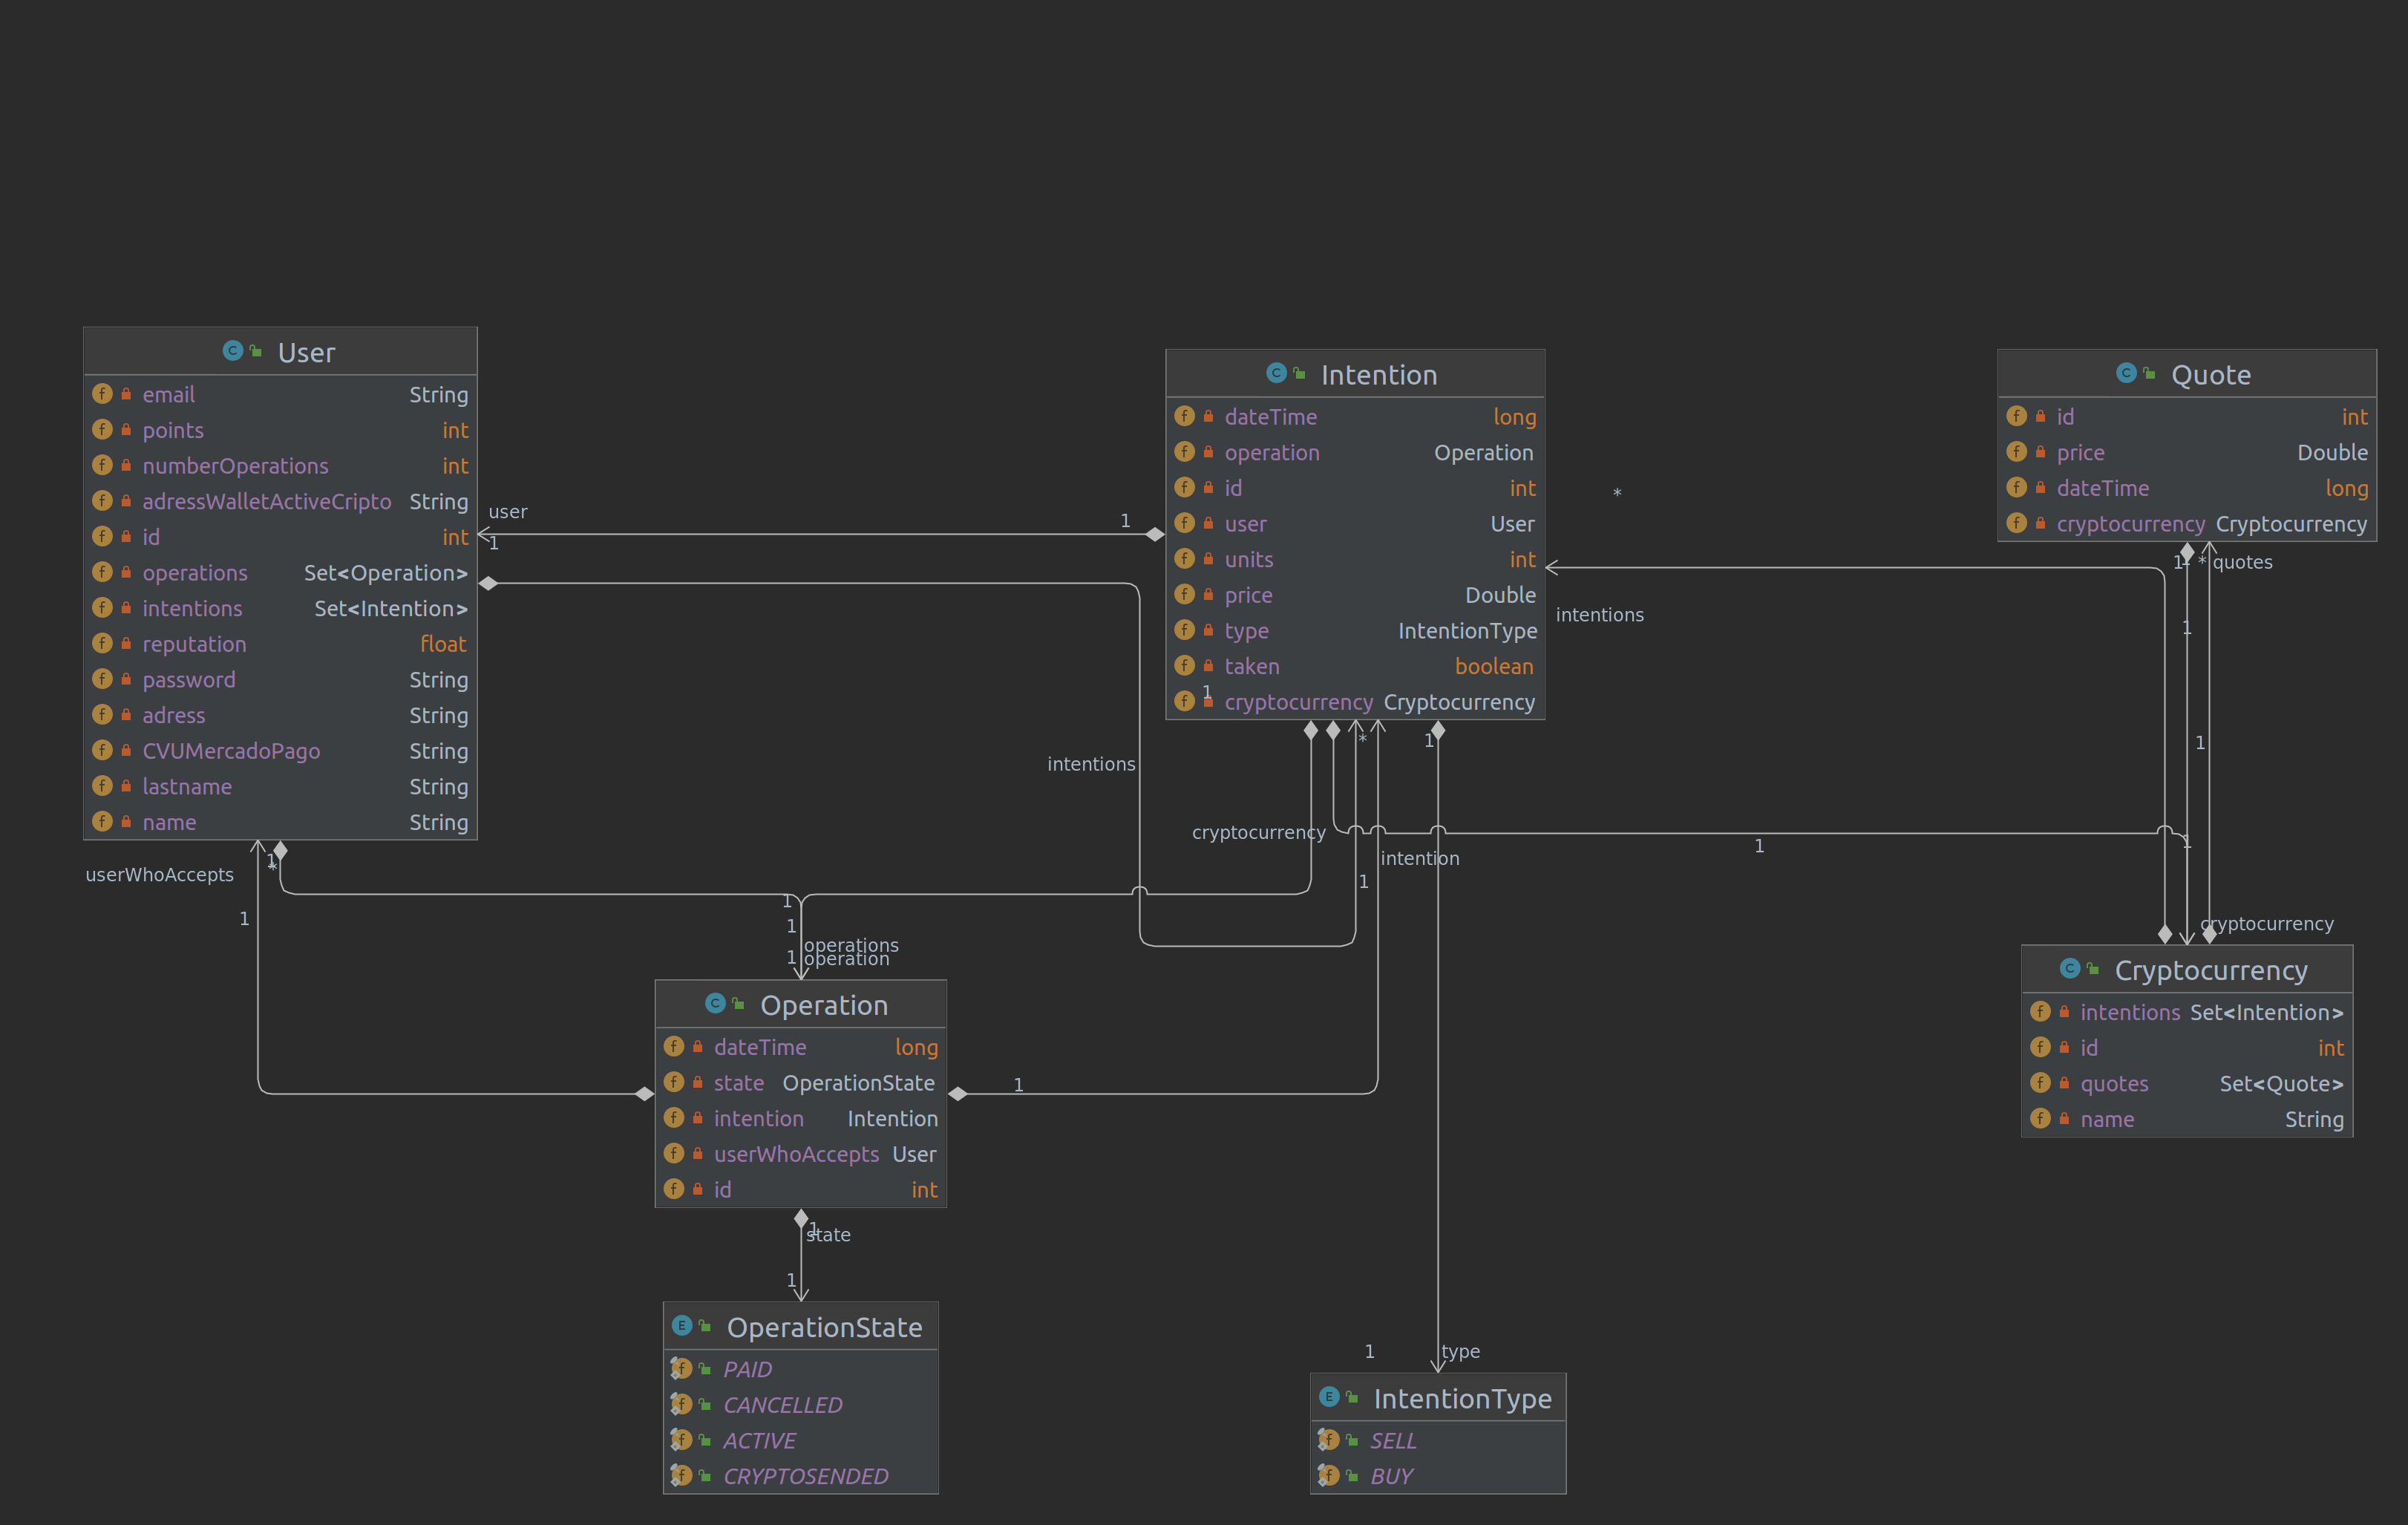 User
email String
points int
numberOperations int
adressWalletActiveCripto String
id int
operations Set<Operation>
intentions Set<Intention>
reputation float
password String
adress String
CVUMercadoPago String
lastname String
name String
user
1
1
Intention
dateTime long
operation Operation
id int
user User
units int
price Double
type IntentionType
taken boolean
1
cryptocurrency Cryptocurrency
*
intentions
Quote
id int
price Double
dateTime long
cryptocurrency Cryptocurrency
1 1 * quotes
1
1
*
1
intentions
cryptocurrency
intention
1
1
1
userWhoAccepts
1
*
1
1
1
operations
1 operation
cryptocurrency
Operation
dateTime long
state OperationState
intention Intention
userWhoAccepts User
id int
1
Cryptocurrency
intentions Set<Intention>
id int
quotes Set<Quote>
name String
1
state
1
OperationState
PAID
CANCELLED
ACTIVE
CRYPTOSENDED
1 type
IntentionType
SELL
BUY